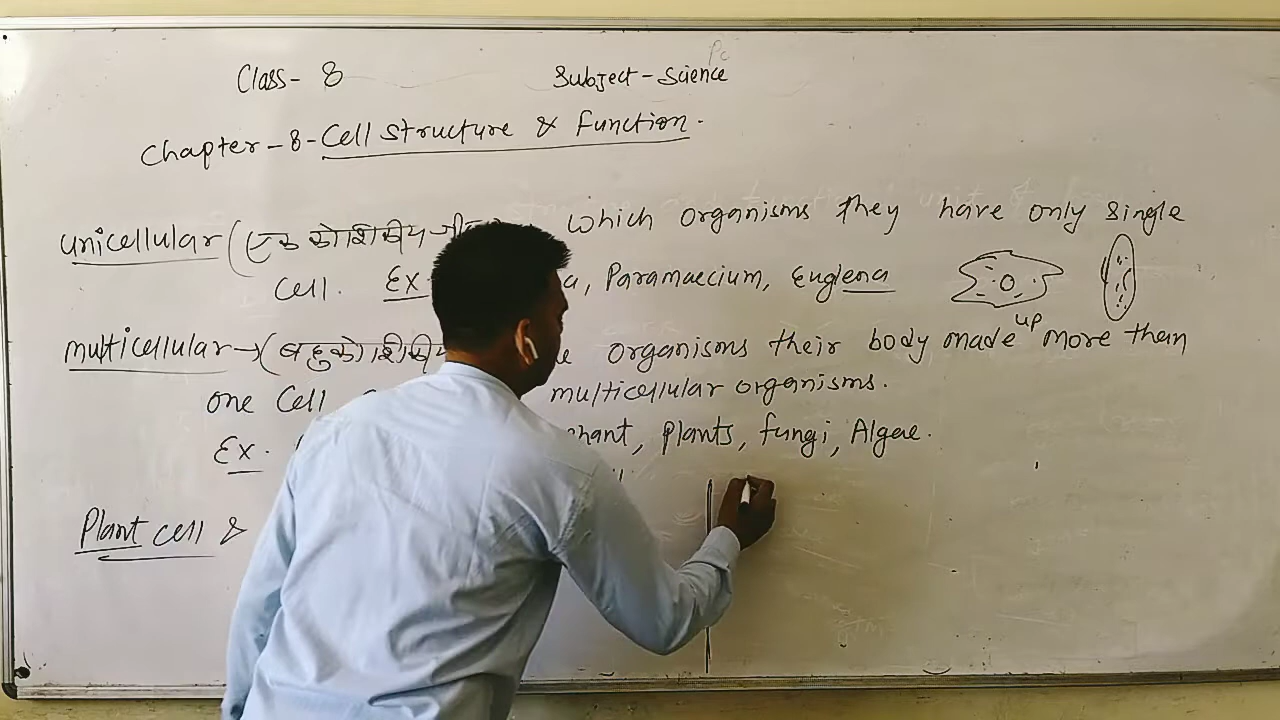 Class - 8 Subject - Science
Chapter - 8 - Cell Structure & Function.
unicellular (एक कोशिकीय which organisms they have only single
Cell. Ex , Paramaecium, Euglena
multicellular → (बहुकोशिकीय organisms their body made up more than
one Cell multicellular organisms.
Ex. Plants, fungi, Algae.
Plant cell &